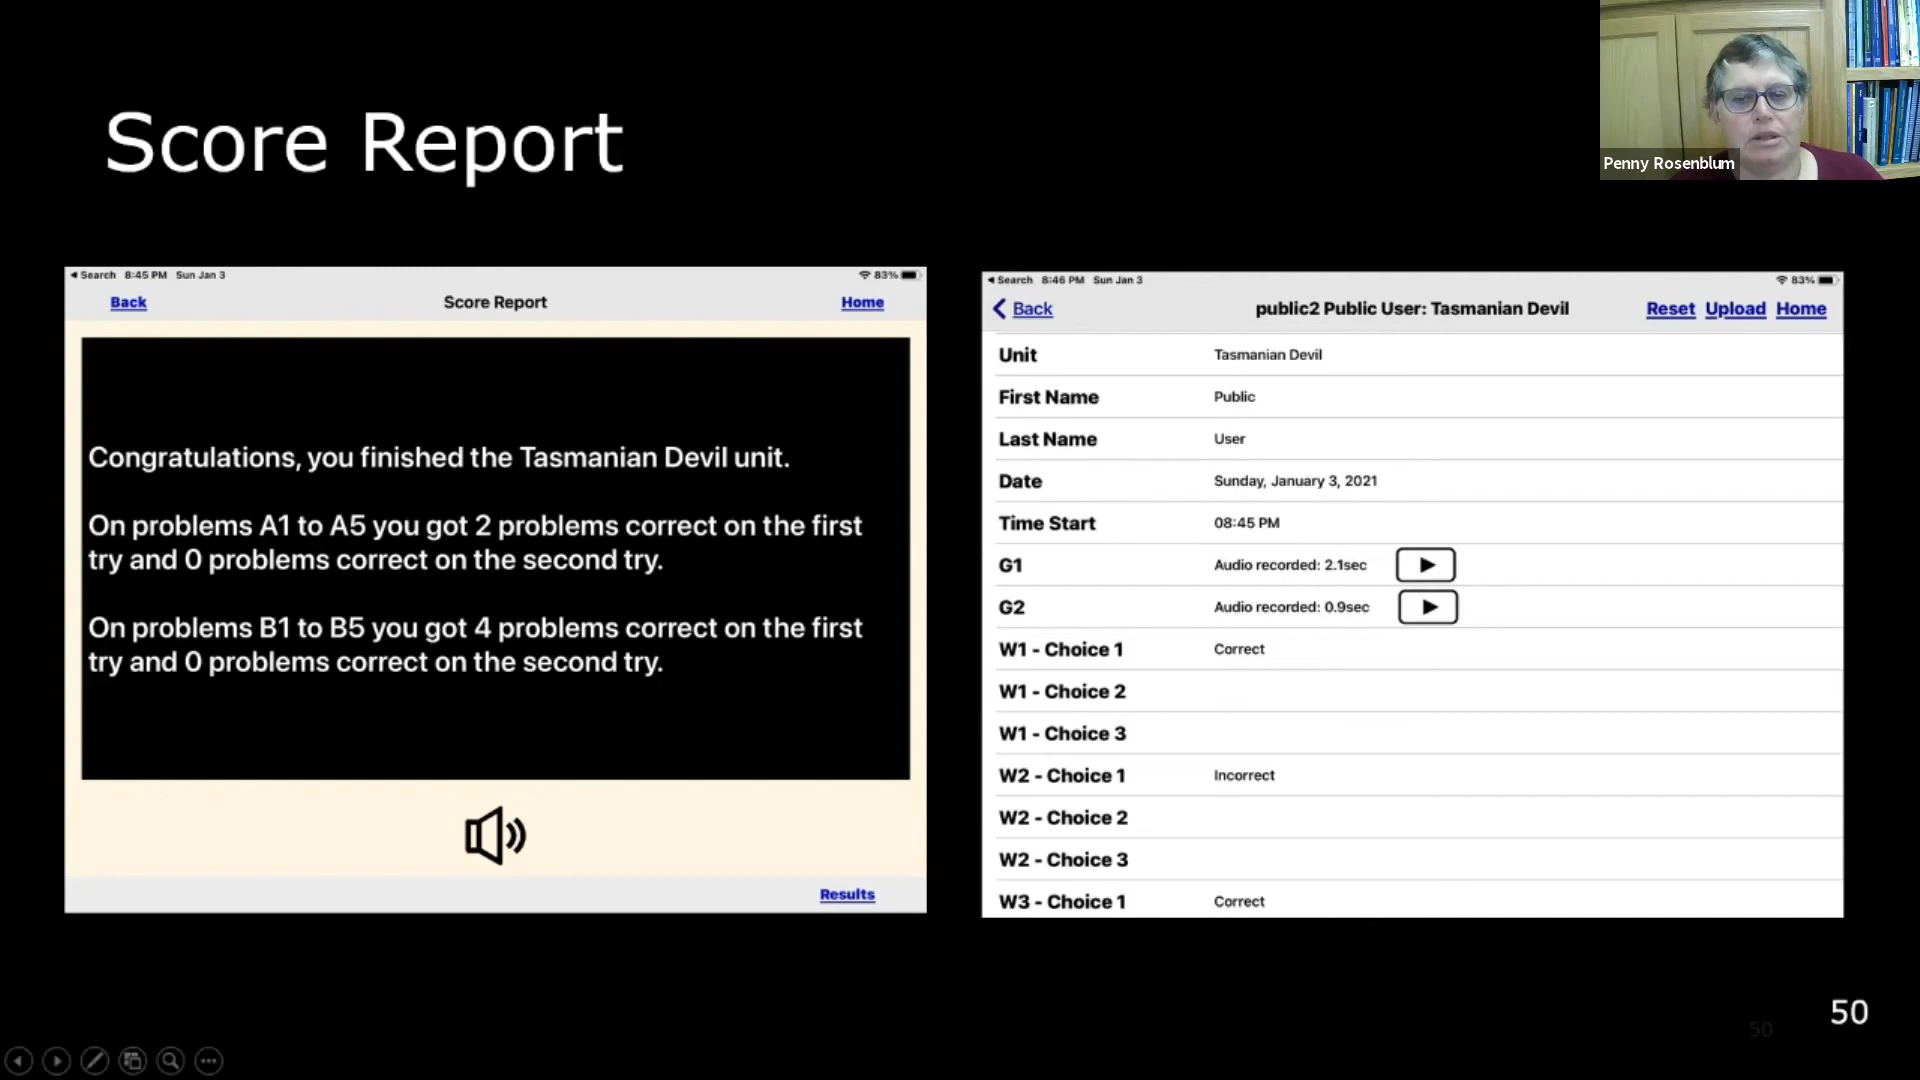 Score Report
Penny Rosenblum
Search 8:45 PM Sun Jan 3
83%
Back
Score Report
Home
Congratulations, you finished the Tasmanian Devil unit.
On problems A1 to A5 you got 2 problems correct on the first
try and 0 problems correct on the second try.
On problems B1 to B5 you got 4 problems correct on the first
try and 0 problems correct on the second try.
Results
Search 8:46 PM Sun Jan 3
83%
Back
public2 Public User: Tasmanian Devil
Reset Upload Home
Unit Tasmanian Devil
First Name Public
Last Name User
Date Sunday, January 3, 2021
Time Start 08:45 PM
G1 Audio recorded: 2.1sec
G2 Audio recorded: 0.9sec
W1 - Choice 1 Correct
W1 - Choice 2
W1 - Choice 3
W2 - Choice 1 Incorrect
W2 - Choice 2
W2 - Choice 3
W3 - Choice 1 Correct
50
50